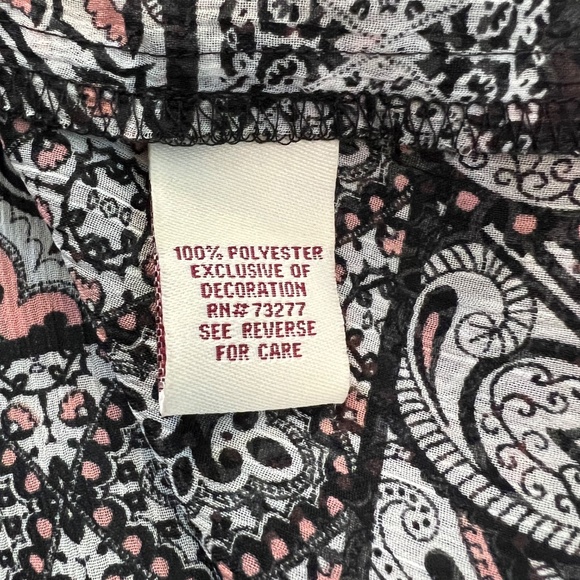 100% POLYESTER
EXCLUSIVE OF
DECORATION
RN# 73277
SEE REVERSE
FOR CARE